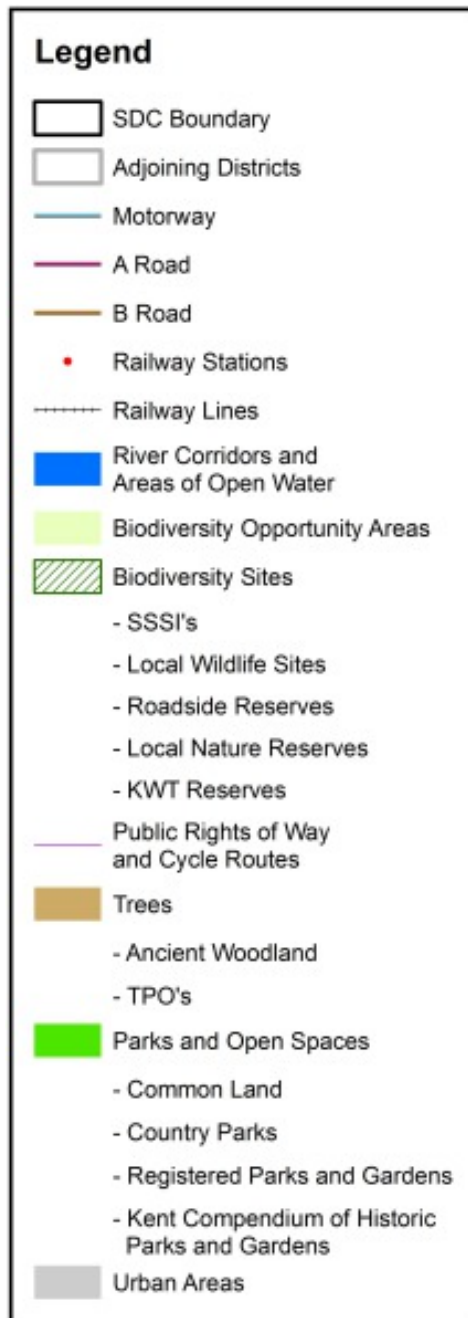 Legend
SDC Boundary
Adjoining Districts
Motorway
A Road
B Road
Railway Stations
Railway Lines
River Corridors and
Areas of Open Water
Biodiversity Opportunity Areas
Biodiversity Sites
- SSSI's
- Local Wildlife Sites
- Roadside Reserves
- Local Nature Reserves
- KWT Reserves
Public Rights of Way
and Cycle Routes
Trees
- Ancient Woodland
- TPO's
Parks and Open Spaces
- Common Land
- Country Parks
- Registered Parks and Gardens
- Kent Compendium of Historic
Parks and Gardens
Urban Areas